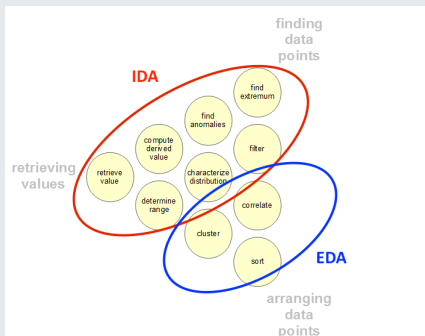 finding
data
points
IDA
find
extremum
find
anomalies
compute
derived
value
filter
retrieving
values
retrieve
value
characterize
distribution
determine
range
correlate
cluster
EDA
sort
arranging
data
points